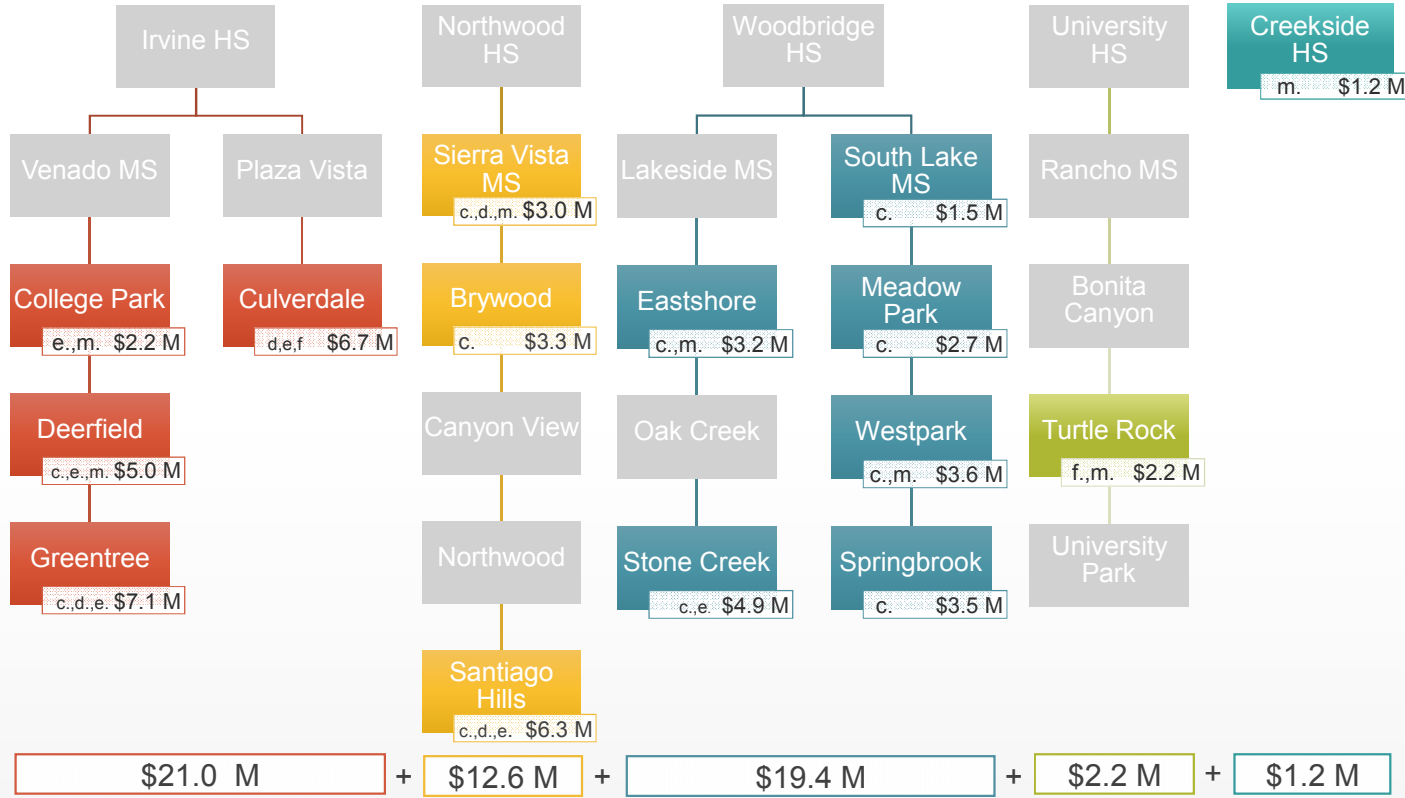 Irvine HS
Northwood
HS
Woodbridge
HS
University
HS
Creekside
HS
m. $1.2 M
Venado MS
Plaza Vista
Sierra Vista
MS
c.,d.,m. $3.0 M
Lakeside MS
South Lake
MS
c. $1.5 M
Rancho MS
College Park
e.,m. $2.2 M
Culverdale
d,e,f $6.7 M
Brywood
c. $3.3 M
Eastshore
c.,m. $3.2 M
Meadow
Park
c. $2.7 M
Bonita
Canyon
Deerfield
c.,e.,m. $5.0 M
Canyon View
Oak Creek
Westpark
c.,m. $3.6 M
Turtle Rock
f.,m. $2.2 M
Greentree
c.,d.,e. $7.1 M
Northwood
Stone Creek
c.,e. $4.9 M
Springbrook
c. $3.5 M
University
Park
Santiago
Hills
c.,d.,e. $6.3 M
$21.0 M + $12.6 M + $19.4 M + $2.2 M + $1.2 M